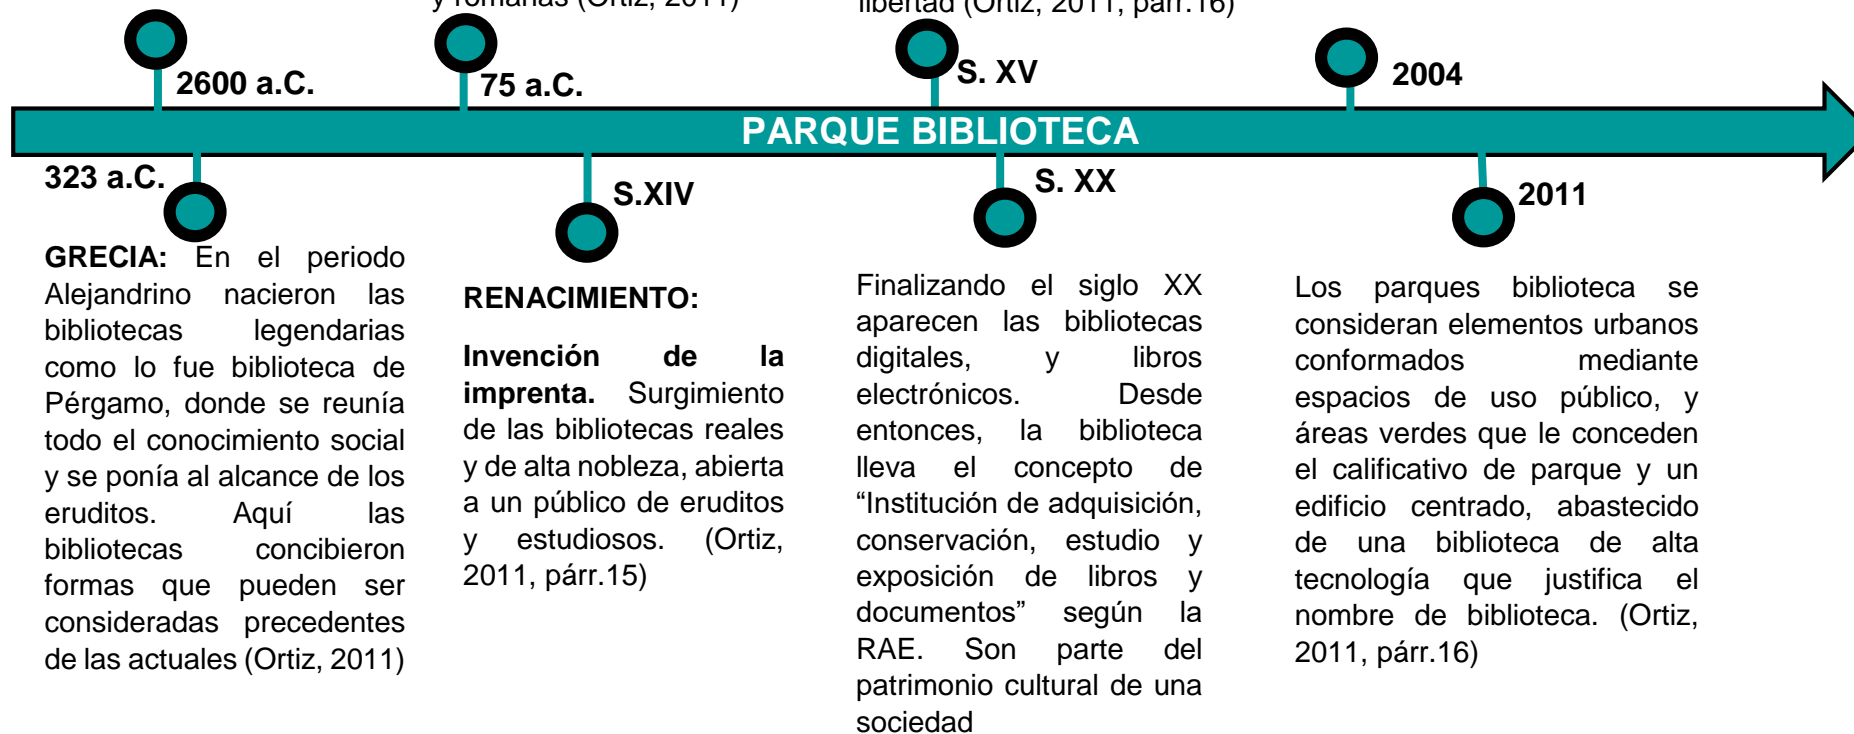 y romanas (Ortiz, 2011)
libertad (Ortiz, 2011, párr.16)
2600 a.C.
75 a.C.
S. XV
2004
PARQUE BIBLIOTECA
323 a.C.
S.XIV
S. XX
2011
GRECIA: En el periodo
Alejandrino nacieron las
bibliotecas legendarias
como lo fue biblioteca de
Pérgamo, donde se reunía
todo el conocimiento social
y se ponía al alcance de los
eruditos. Aquí las
bibliotecas concibieron
formas que pueden ser
consideradas precedentes
de las actuales (Ortiz, 2011)
RENACIMIENTO:
Invención de la
imprenta. Surgimiento
de las bibliotecas reales
y de alta nobleza, abierta
a un público de eruditos
y estudiosos. (Ortiz,
2011, párr.15)
Finalizando el siglo XX
aparecen las bibliotecas
digitales, y libros
electrónicos. Desde
entonces, la biblioteca
lleva el concepto de
“Institución de adquisición,
conservación, estudio y
exposición de libros y
documentos” según la
RAE. Son parte del
patrimonio cultural de una
sociedad
Los parques biblioteca se
consideran elementos urbanos
conformados mediante
espacios de uso público, y
áreas verdes que le conceden
el calificativo de parque y un
edificio centrado, abastecido
de una biblioteca de alta
tecnología que justifica el
nombre de biblioteca. (Ortiz,
2011, párr.16)